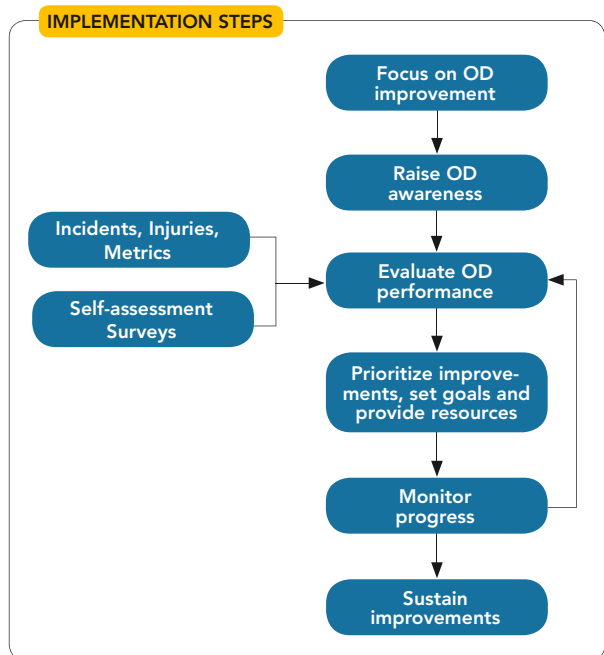 IMPLEMENTATION STEPS
Focus on OD
improvement
Raise OD
awareness
Incidents, Injuries,
Metrics
Self-assessment
Surveys
Evaluate OD
performance
Prioritize improve-
ments, set goals and
provide resources
Monitor
progress
Sustain
improvements